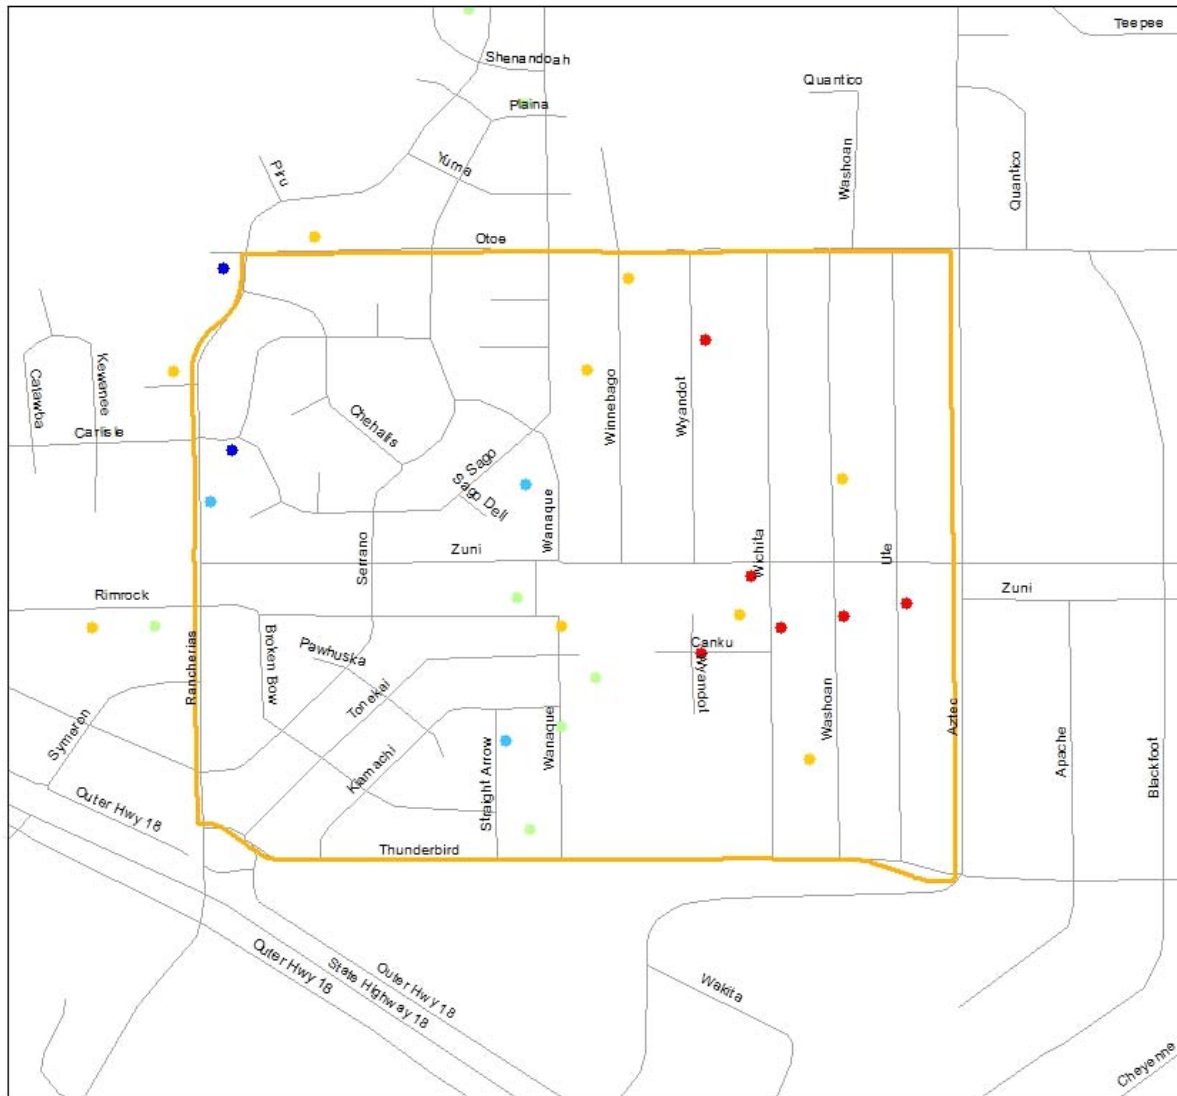 Teepee
Shenandoah
Quantico
Plaina
Yuma
Piru
Washoan
Quantico
Otoe
Kewanee
Catawba
Carlisle
Chehalis
Winnebago
Wyandot
Sago
Sago Dell
Wanaque
Serrano
Zuni
Wichita
Ute
Zuni
Rimrock
Rancherias
Broken Bow
Pawhuska
Tonekai
Canku
Wyandot
Symeron
Kiamachi
Straight Arrow
Wanaque
Washoan
Aztec
Apache
Blackfoot
Outer Hwy 18
Thunderbird
Outer Hwy 18
State Highway 18
Outer Hwy 18
Wakita
Cheyenne